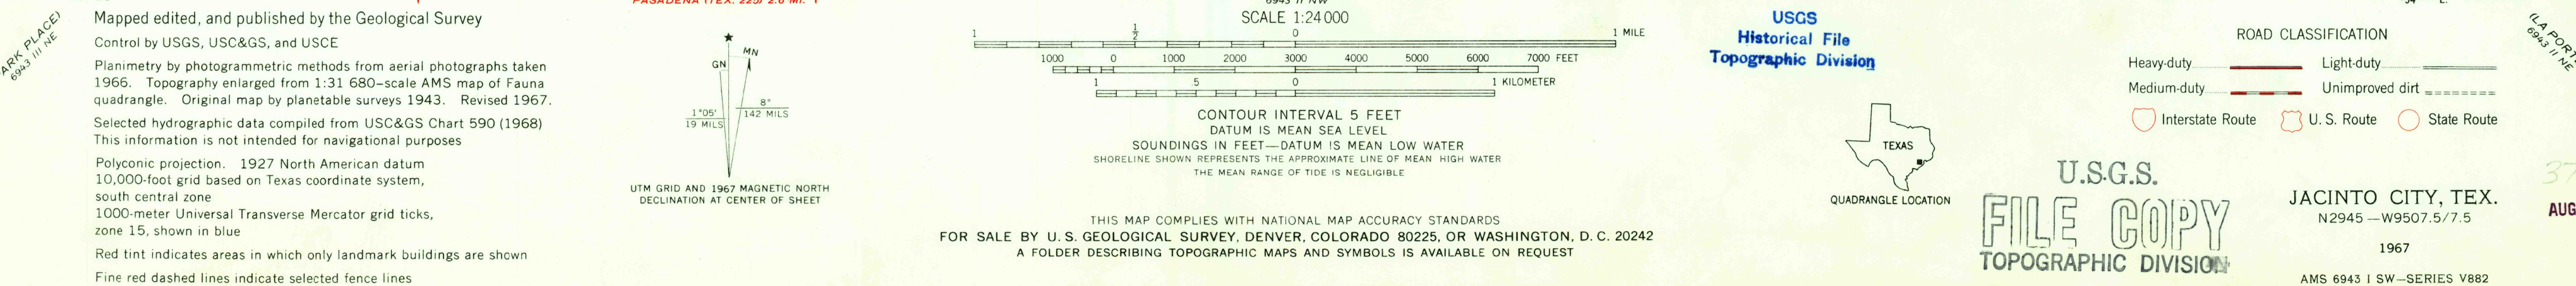 Mapped edited, and published by the Geological Survey
Control by USGS, USC&GS, and USCE
Planimetry by photogrammetric methods from aerial photographs taken
1966. Topography enlarged from 1:31 680-scale AMS map of Fauna
quadrangle. Original map by planetable surveys 1943. Revised 1967.
Selected hydrographic data compiled from USC&GS Chart 590 (1968)
This information is not intended for navigational purposes
Polyconic projection. 1927 North American datum
10,000-foot grid based on Texas coordinate system,
south central zone
1000-meter Universal Transverse Mercator grid ticks,
zone 15, shown in blue
Red tint indicates areas in which only landmark buildings are shown
Fine red dashed lines indicate selected fence lines
6943 III NE
GN
MN
1°05'
19 MILS
8°
142 MILS
UTM GRID AND 1967 MAGNETIC NORTH
DECLINATION AT CENTER OF SHEET
SCALE 1:24 000
1 ½ 0 1 MILE
1000 0 1000 2000 3000 4000 5000 6000 7000 FEET
1 5 0 1 KILOMETER
CONTOUR INTERVAL 5 FEET
DATUM IS MEAN SEA LEVEL
SOUNDINGS IN FEET—DATUM IS MEAN LOW WATER
SHORELINE SHOWN REPRESENTS THE APPROXIMATE LINE OF MEAN HIGH WATER
THE MEAN RANGE OF TIDE IS NEGLIGIBLE
THIS MAP COMPLIES WITH NATIONAL MAP ACCURACY STANDARDS
FOR SALE BY U. S. GEOLOGICAL SURVEY, DENVER, COLORADO 80225, OR WASHINGTON, D. C. 20242
A FOLDER DESCRIBING TOPOGRAPHIC MAPS AND SYMBOLS IS AVAILABLE ON REQUEST
USGS
Historical File
Topographic Division
TEXAS
QUADRANGLE LOCATION
ROAD CLASSIFICATION
Heavy-duty Light-duty
Medium-duty Unimproved dirt
Interstate Route U. S. Route State Route
U.S.G.S.
FILE COPY
TOPOGRAPHIC DIVISION
JACINTO CITY, TEX.
N2945—W9507.5/7.5
1967
AMS 6943 I SW—SERIES V882
AUG